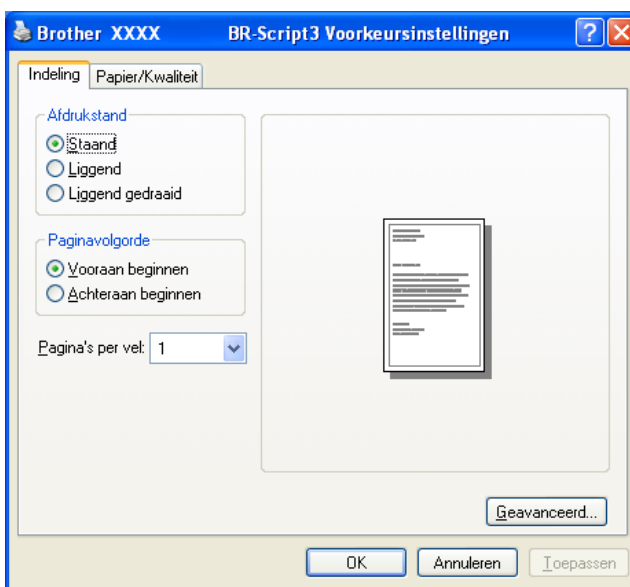 Brother XXXX BR-Script3 Voorkeursinstellingen
Indeling Papier/Kwaliteit
Afdrukstand
Staand
Liggend
Liggend gedraaid
Paginavolgorde
Vooraan beginnen
Achteraan beginnen
Pagina's per vel: 1
Geavanceerd...
OK Annuleren Toepassen